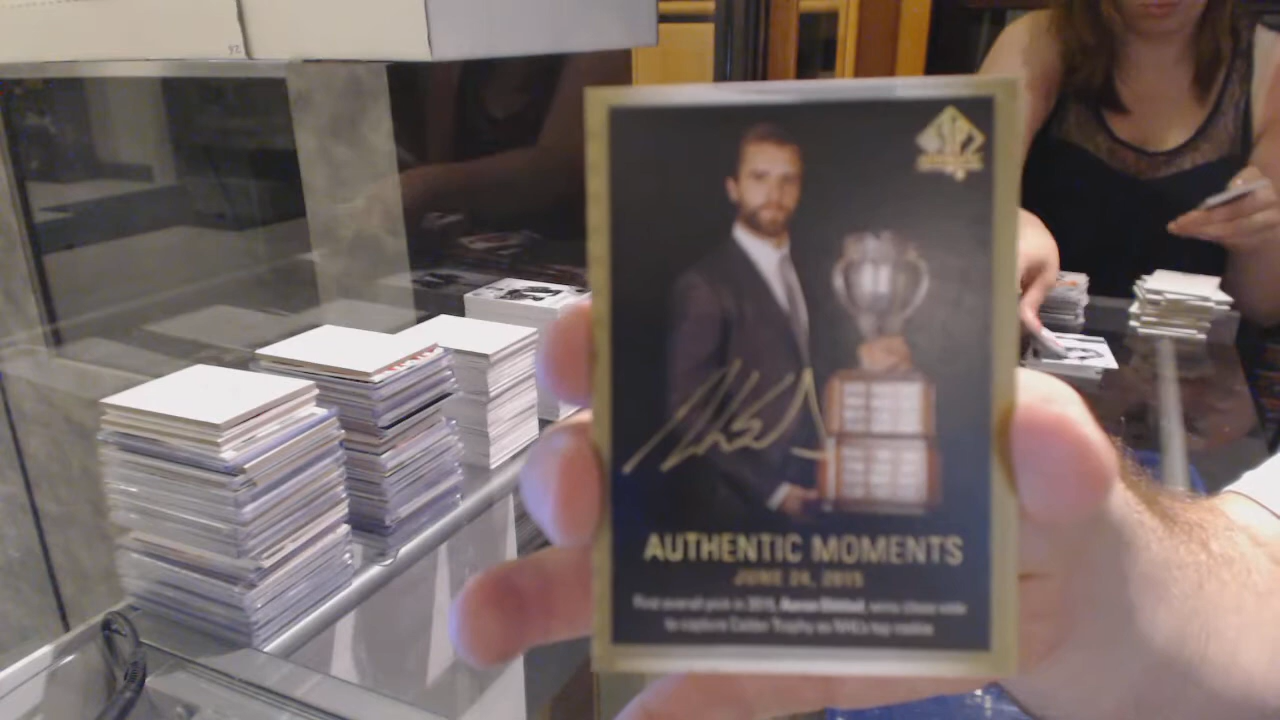 AUTHENTIC MOMENTS
JUNE 24, 2015
First overall pick in 2014, Aaron Ekblad, wins close vote
to capture Calder Trophy as NHL's top rookie